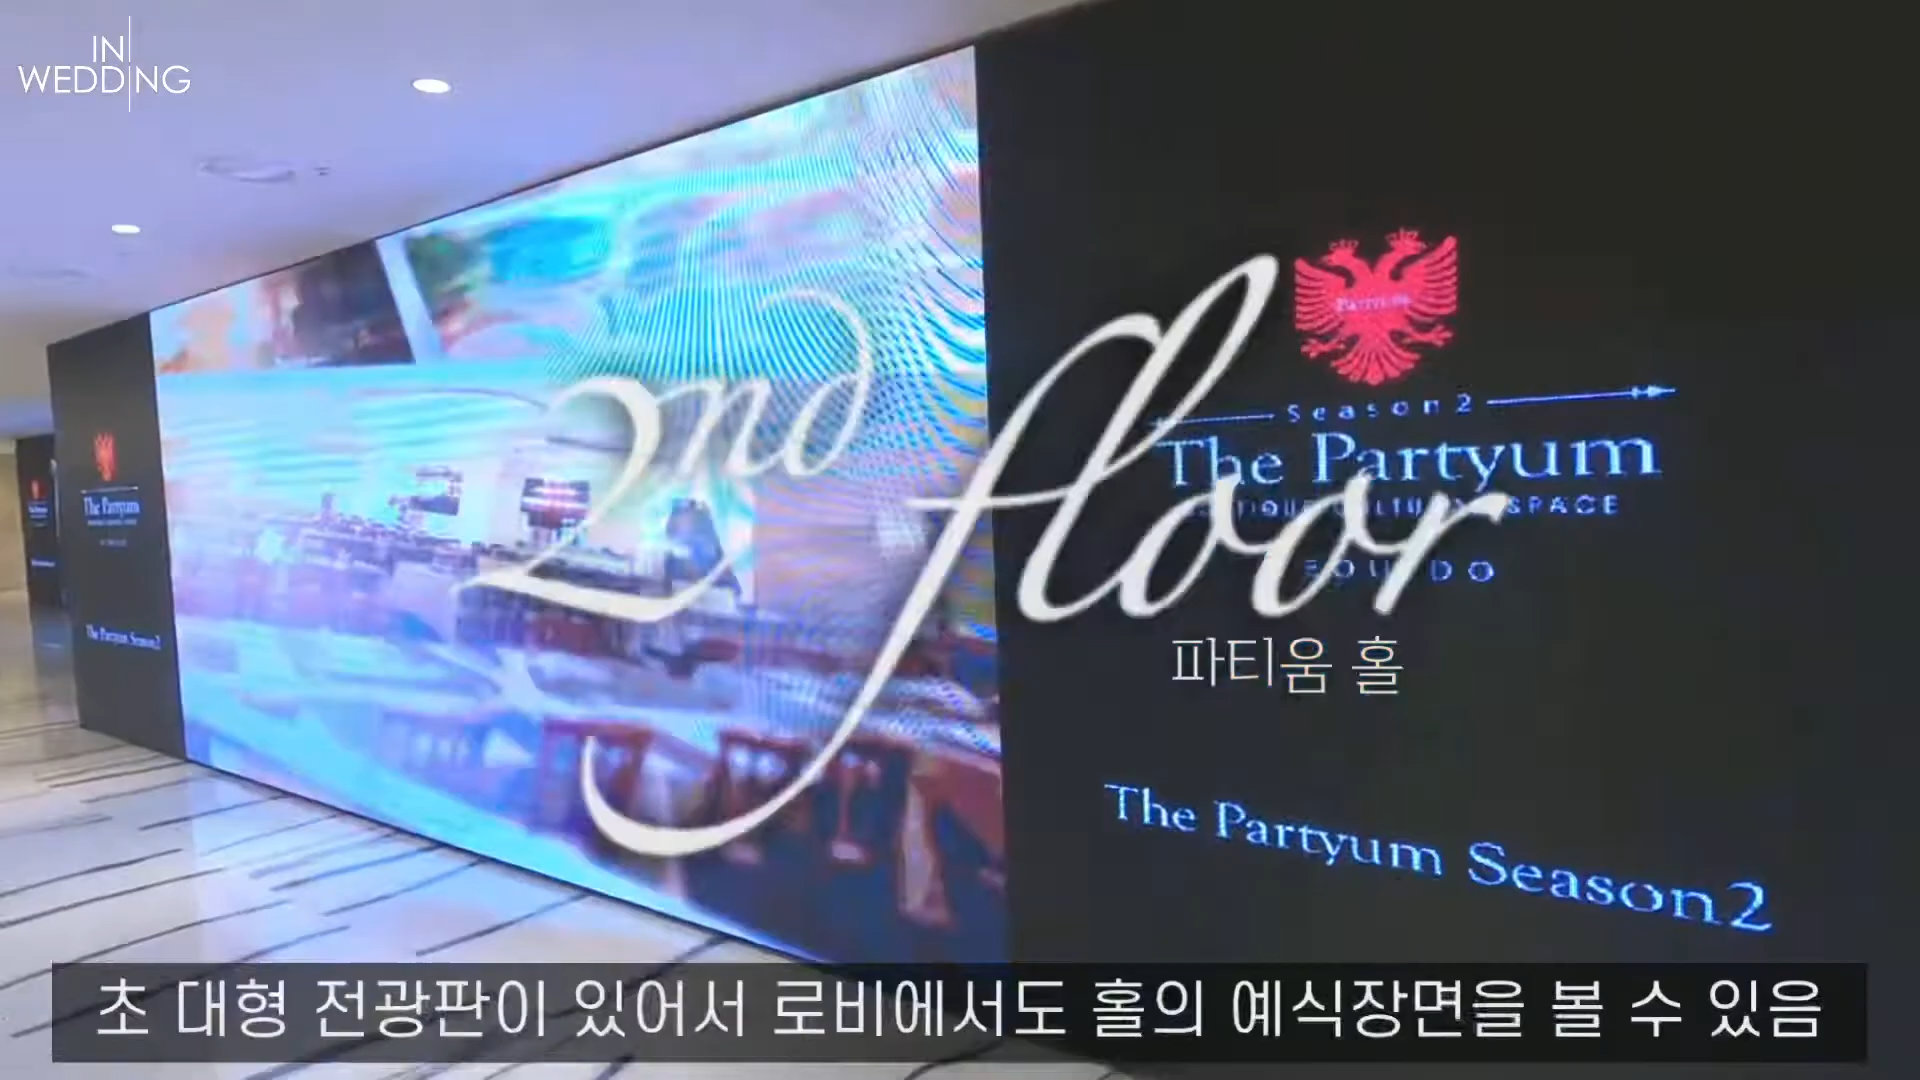 IN
WEDDING
2nd floor
파티움 홀
Season2
The Partyum
SPACE
The Partyum Season2
The Partyum
The Partyum Season2
초 대형 전광판이 있어서 로비에서도 홀의 예식장면을 볼 수 있음